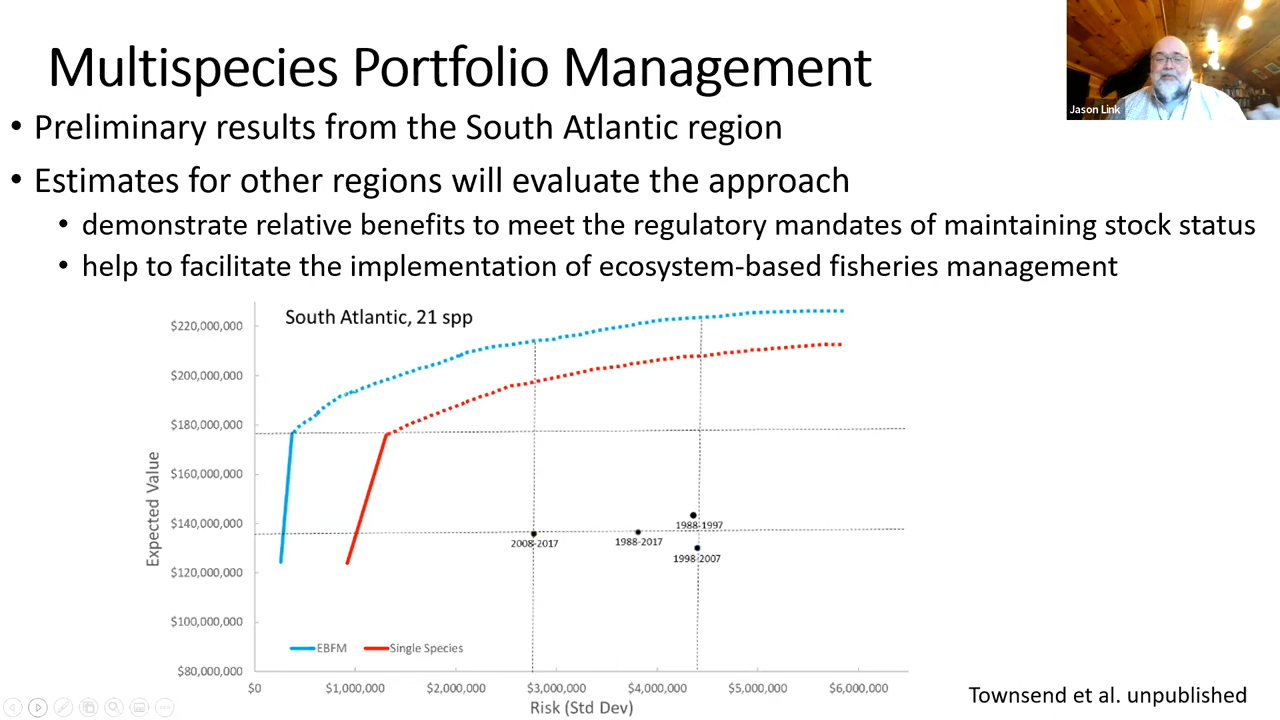 Multispecies Portfolio Management
Jason Link
• Preliminary results from the South Atlantic region
• Estimates for other regions will evaluate the approach
• demonstrate relative benefits to meet the regulatory mandates of maintaining stock status
• help to facilitate the implementation of ecosystem-based fisheries management
South Atlantic, 21 spp
$220,000,000
$200,000,000
$180,000,000
$160,000,000
$140,000,000
$120,000,000
$100,000,000
$80,000,000
Expected Value
1988-1997
2008-2017
1988-2017
1998-2007
EBFM
Single Species
$0
$1,000,000
$2,000,000
$3,000,000
$4,000,000
$5,000,000
$6,000,000
Risk (Std Dev)
Townsend et al. unpublished